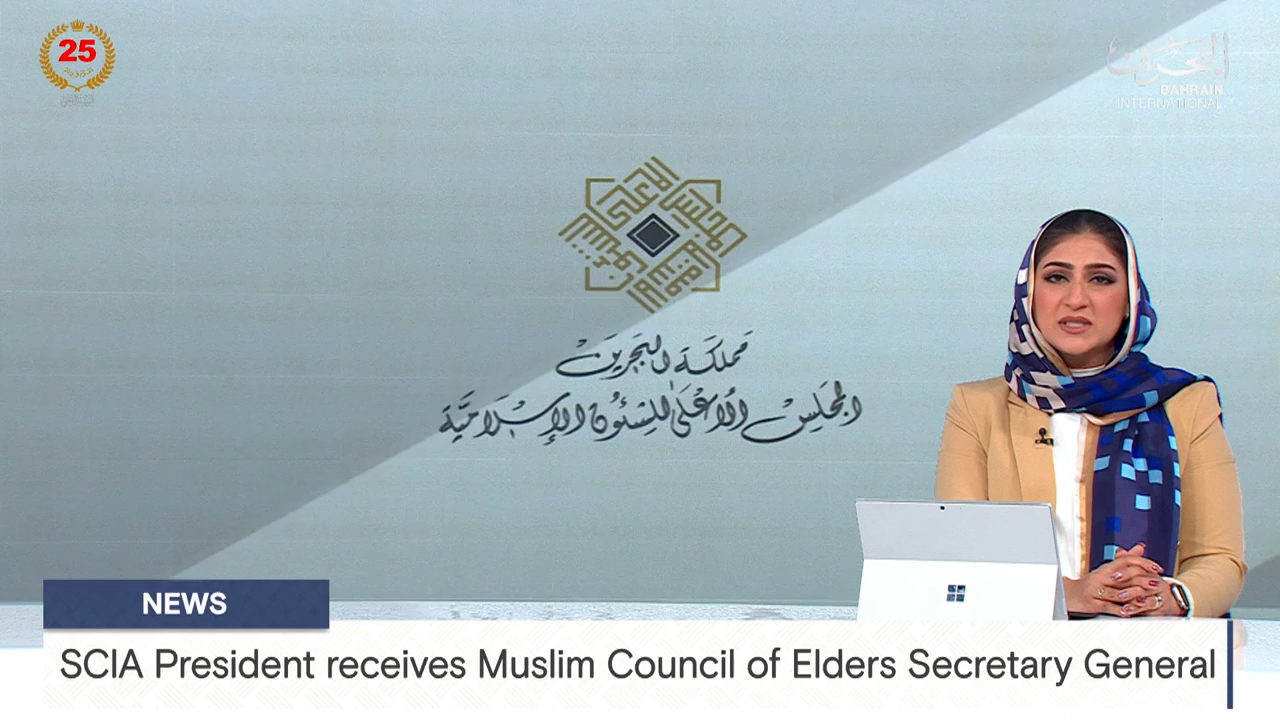 25
البحرين
BAHRAIN
INTERNATIONAL
مملكة البحرين
المجلس الأعلى للشئون الإسلامية
NEWS
SCIA President receives Muslim Council of Elders Secretary General